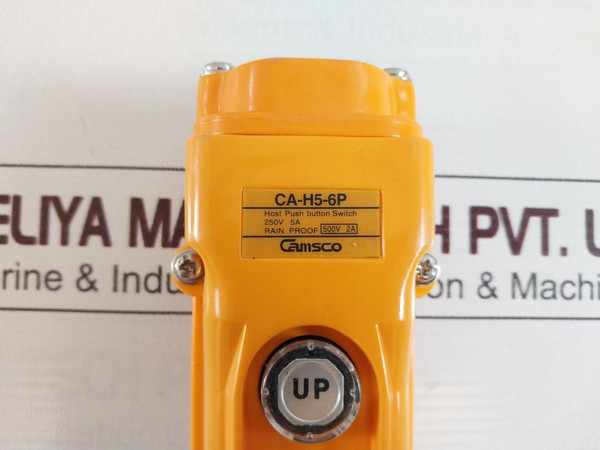 CA-H5-6P
Host Push button Switch
250V 5A
RAIN PROOF 500V 2A
Camsco
ELIYA MA H PVT.
rine & Indu on & Machi
UP